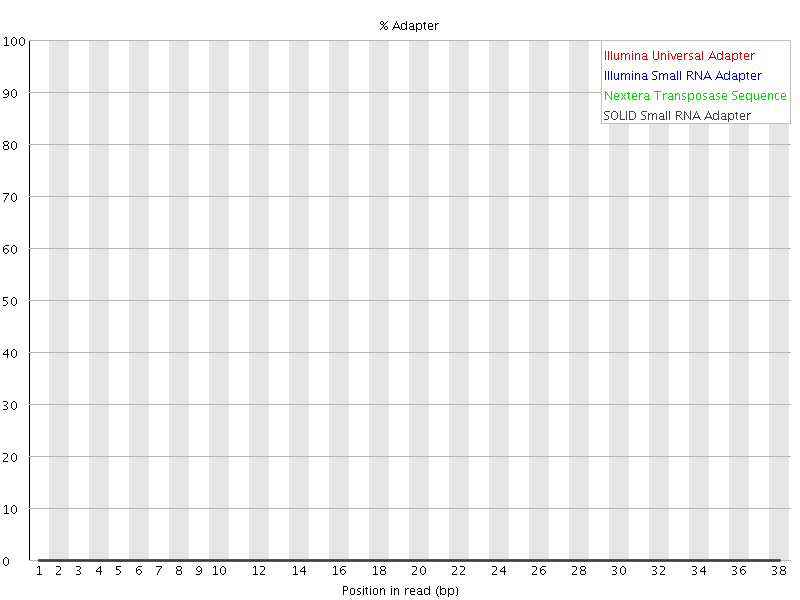 % Adapter
100
90
80
70
60
50
40
30
20
10
0
Illumina Universal Adapter
Illumina Small RNA Adapter
Nextera Transposase Sequence
SOLID Small RNA Adapter
1 2 3 4 5 6 7 8 9 10 12 14 16 18 20 22 24 26 28 30 32 34 36 38
Position in read (bp)